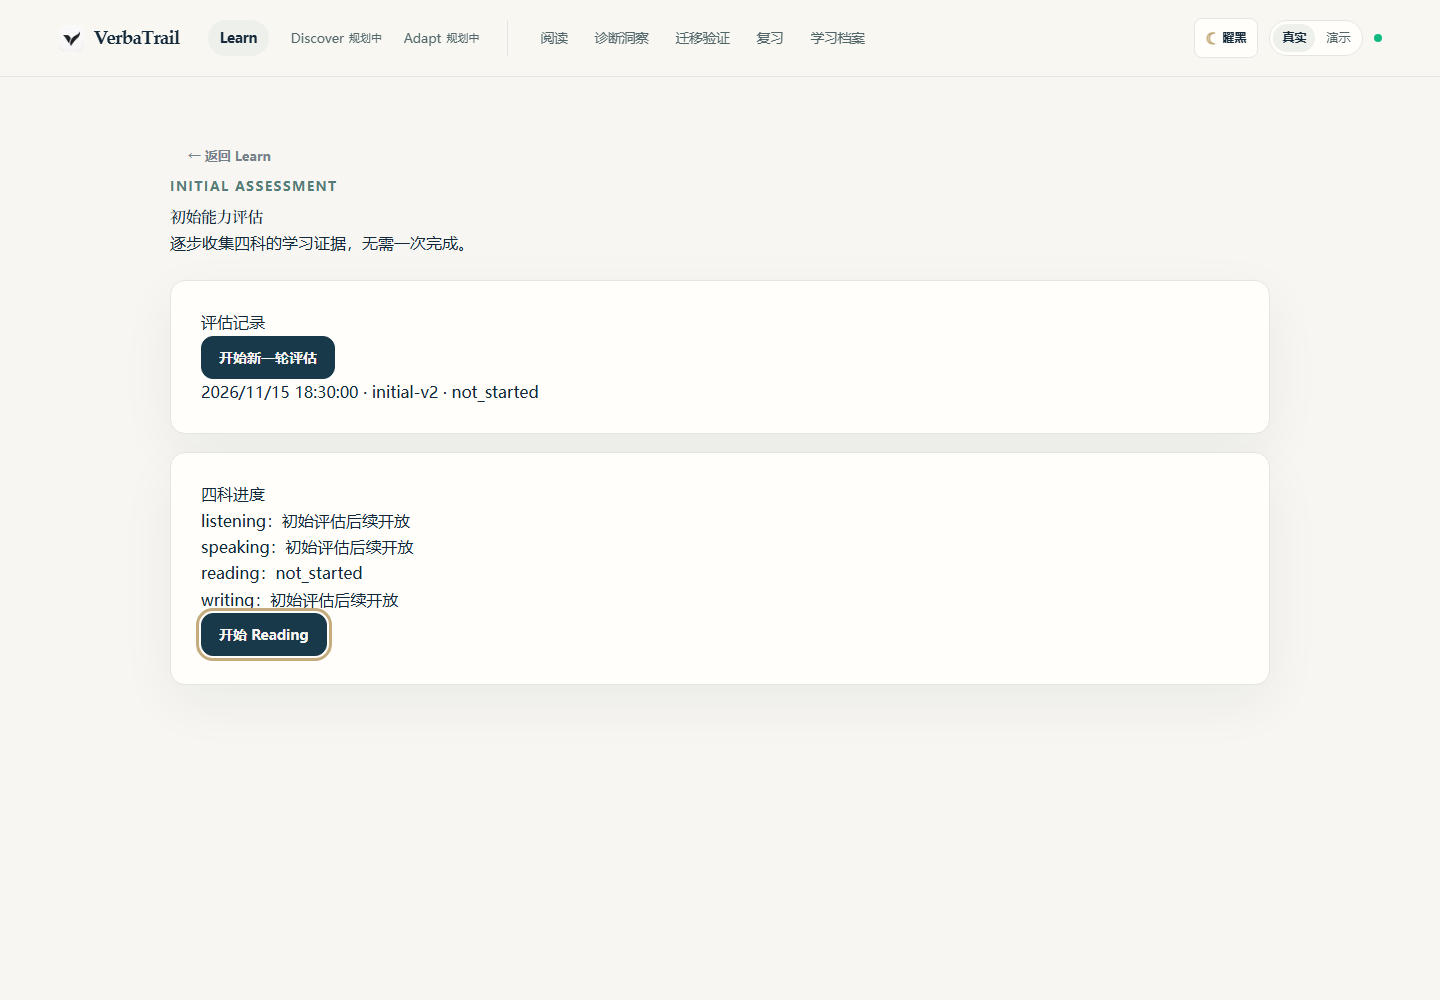 VerbaTrail
Learn
Discover 规划中
Adapt 规划中
阅读
诊断洞察
迁移验证
复习
学习档案
曜黑
真实
演示
← 返回 Learn
INITIAL ASSESSMENT
初始能力评估
逐步收集四科的学习证据，无需一次完成。
评估记录
开始新一轮评估
2026/11/15 18:30:00 · initial-v2 · not_started
四科进度
listening：初始评估后续开放
speaking：初始评估后续开放
reading：not_started
writing：初始评估后续开放
开始 Reading